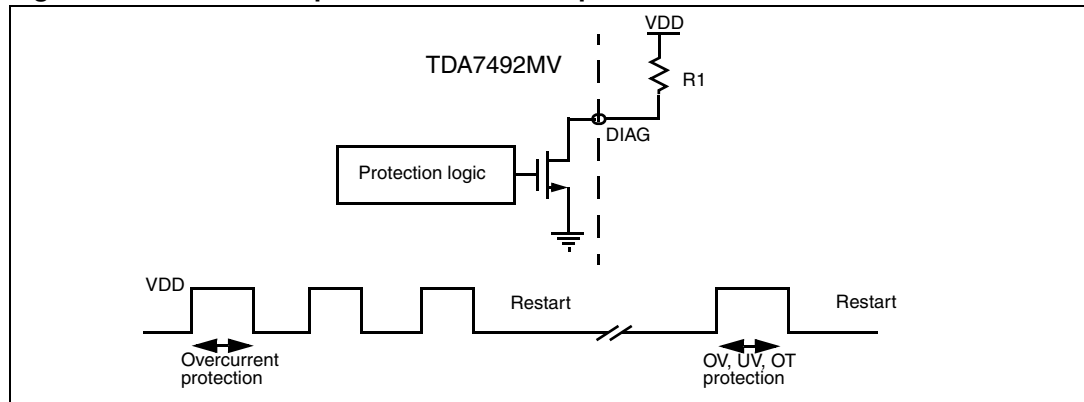 VDD
TDA7492MV
R1
DIAG
Protection logic
VDD
Restart
Restart
Overcurrent
protection
OV, UV, OT
protection